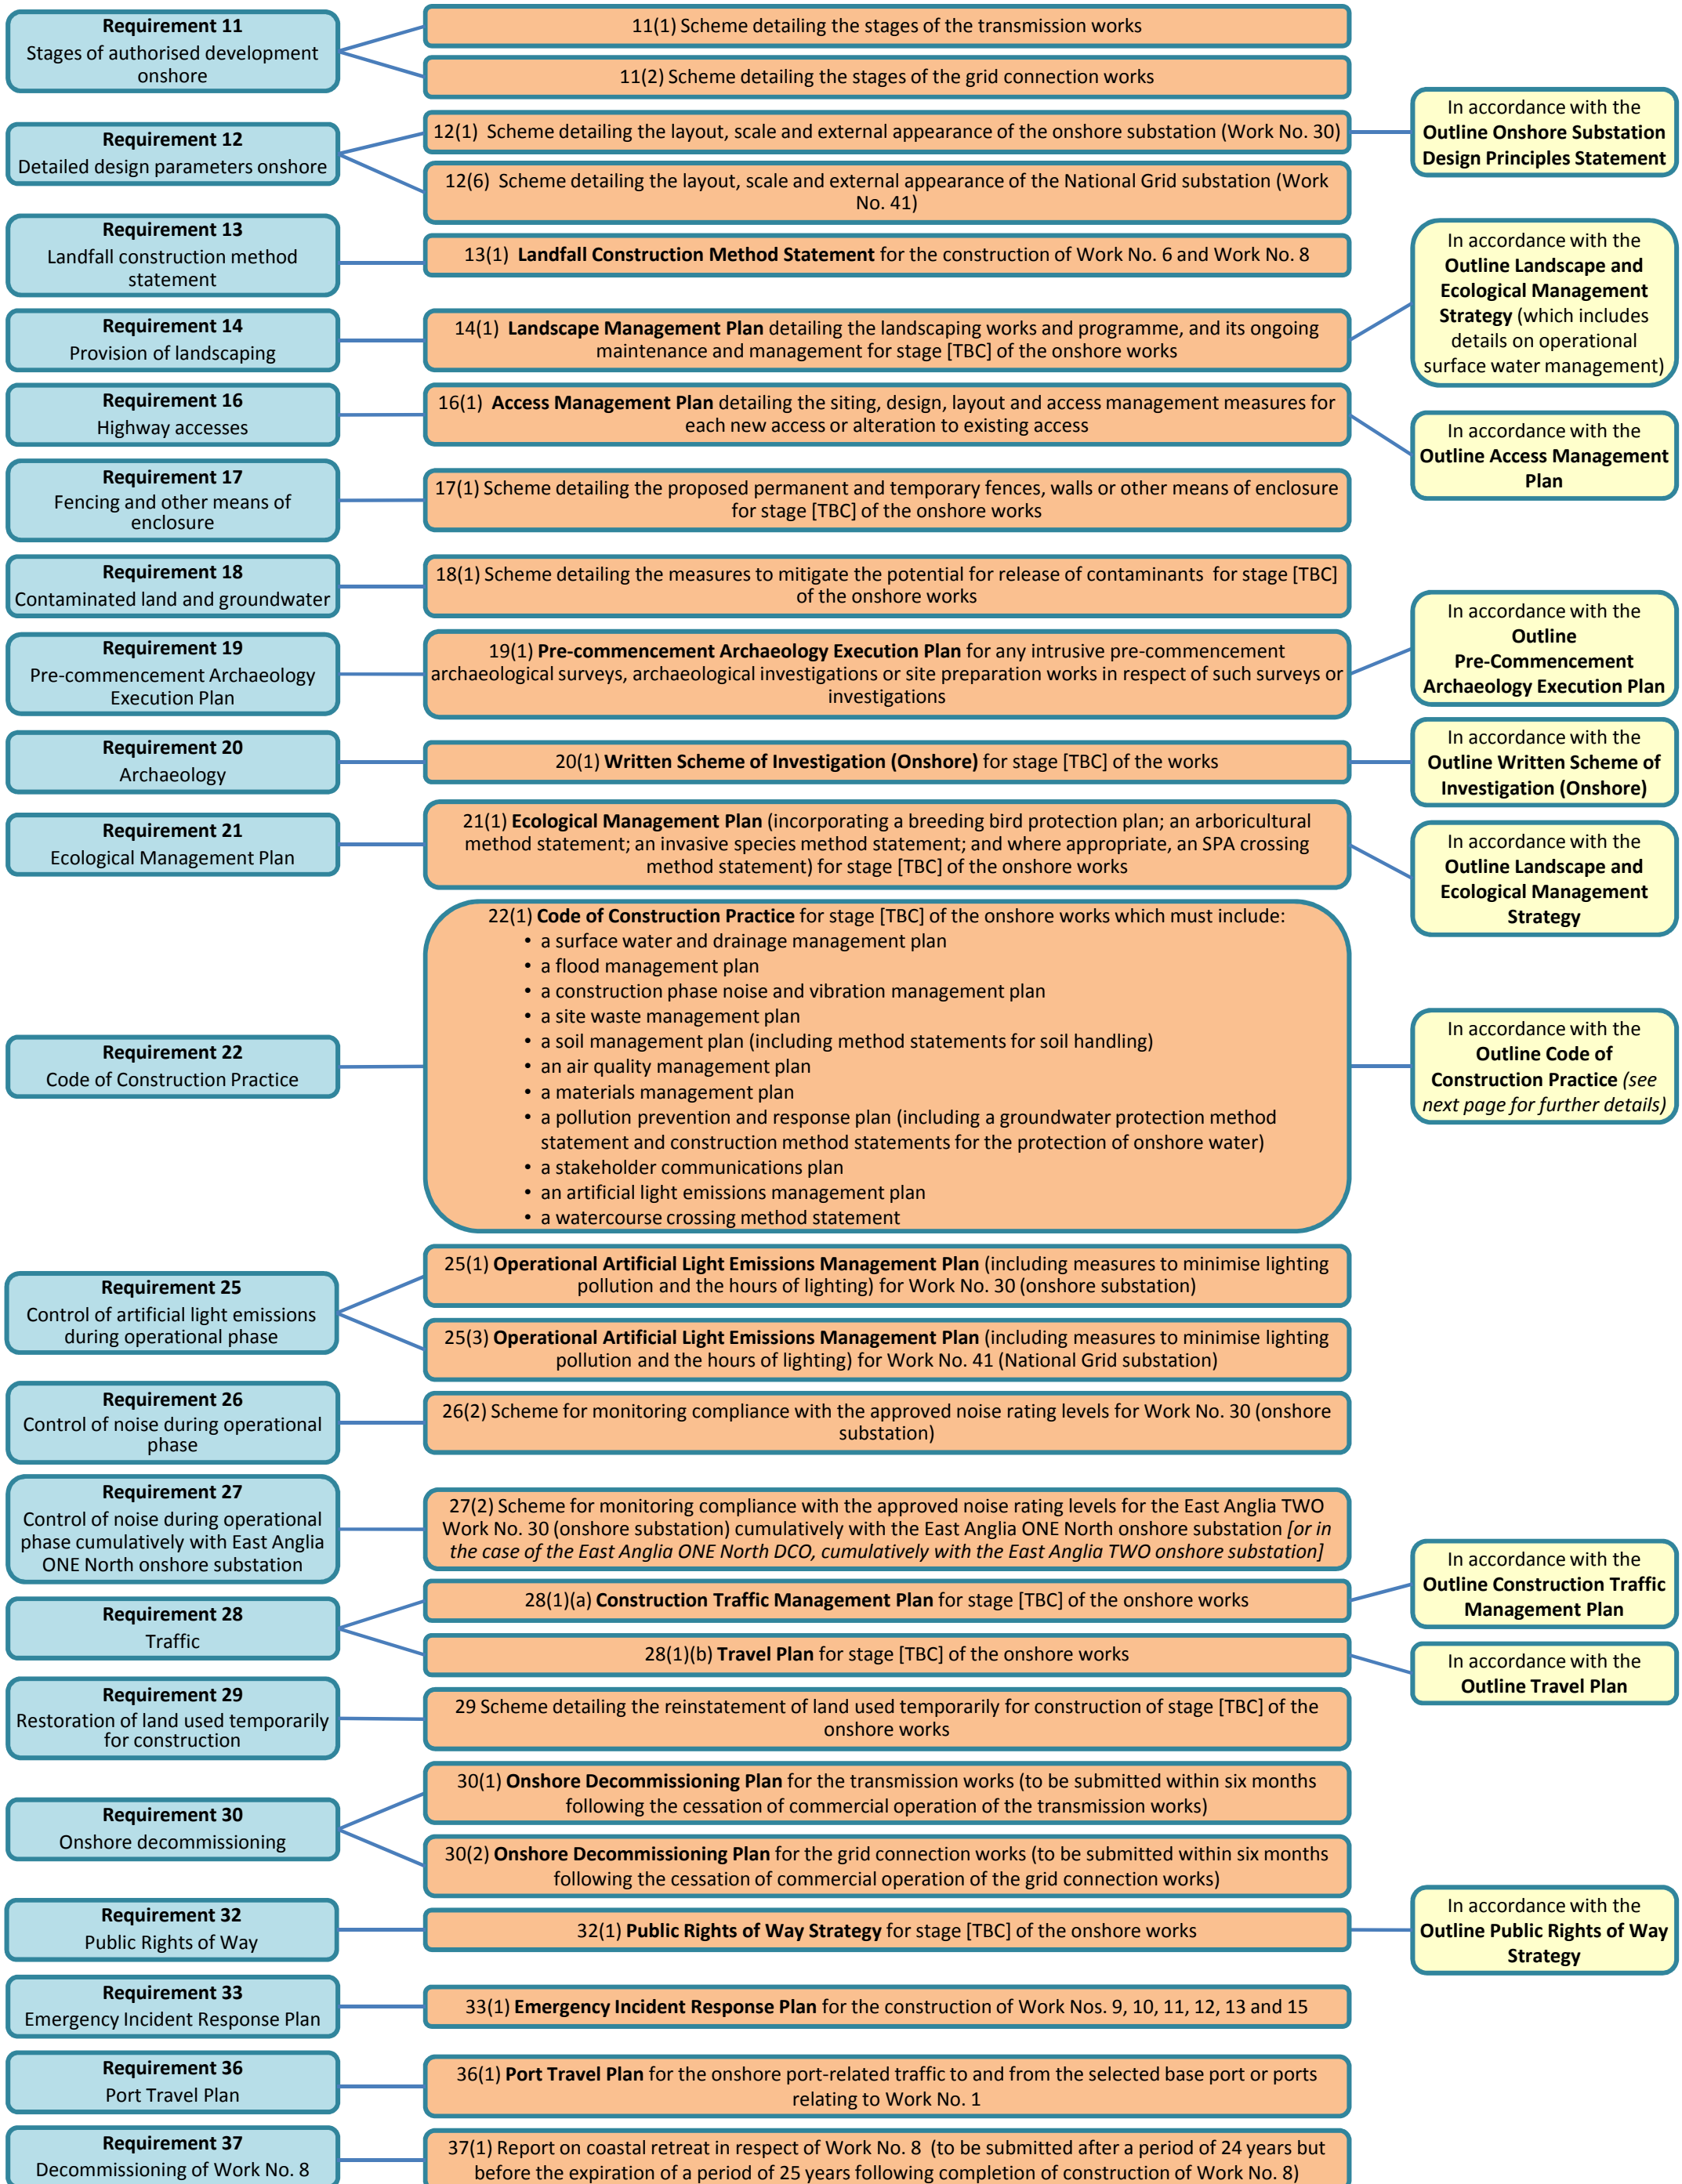 Requirement 11
Stages of authorised development
onshore
11(1) Scheme detailing the stages of the transmission works
11(2) Scheme detailing the stages of the grid connection works
Requirement 12
Detailed design parameters onshore
12(1) Scheme detailing the layout, scale and external appearance of the onshore substation (Work No. 30)
In accordance with the
Outline Onshore Substation
Design Principles Statement
12(6) Scheme detailing the layout, scale and external appearance of the National Grid substation (Work
No. 41)
Requirement 13
Landfall construction method
statement
13(1) Landfall Construction Method Statement for the construction of Work No. 6 and Work No. 8
Requirement 14
Provision of landscaping
14(1) Landscape Management Plan detailing the landscaping works and programme, and its ongoing
maintenance and management for stage [TBC] of the onshore works
In accordance with the
Outline Landscape and
Ecological Management
Strategy (which includes
details on operational
surface water management)
Requirement 16
Highway accesses
16(1) Access Management Plan detailing the siting, design, layout and access management measures for
each new access or alteration to existing access
In accordance with the
Outline Access Management
Plan
Requirement 17
Fencing and other means of
enclosure
17(1) Scheme detailing the proposed permanent and temporary fences, walls or other means of enclosure
for stage [TBC] of the onshore works
Requirement 18
Contaminated land and groundwater
18(1) Scheme detailing the measures to mitigate the potential for release of contaminants for stage [TBC]
of the onshore works
Requirement 19
Pre-commencement Archaeology
Execution Plan
19(1) Pre-commencement Archaeology Execution Plan for any intrusive pre-commencement
archaeological surveys, archaeological investigations or site preparation works in respect of such surveys or
investigations
In accordance with the
Outline
Pre-Commencement
Archaeology Execution Plan
Requirement 20
Archaeology
20(1) Written Scheme of Investigation (Onshore) for stage [TBC] of the works
In accordance with the
Outline Written Scheme of
Investigation (Onshore)
Requirement 21
Ecological Management Plan
21(1) Ecological Management Plan (incorporating a breeding bird protection plan; an arboricultural
method statement; an invasive species method statement; and where appropriate, an SPA crossing
method statement) for stage [TBC] of the onshore works
In accordance with the
Outline Landscape and
Ecological Management
Strategy
Requirement 22
Code of Construction Practice
22(1) Code of Construction Practice for stage [TBC] of the onshore works which must include:
• a surface water and drainage management plan
• a flood management plan
• a construction phase noise and vibration management plan
• a site waste management plan
• a soil management plan (including method statements for soil handling)
• an air quality management plan
• a materials management plan
• a pollution prevention and response plan (including a groundwater protection method
statement and construction method statements for the protection of onshore water)
• a stakeholder communications plan
• an artificial light emissions management plan
• a watercourse crossing method statement
In accordance with the
Outline Code of
Construction Practice (see
next page for further details)
Requirement 25
Control of artificial light emissions
during operational phase
25(1) Operational Artificial Light Emissions Management Plan (including measures to minimise lighting
pollution and the hours of lighting) for Work No. 30 (onshore substation)
25(3) Operational Artificial Light Emissions Management Plan (including measures to minimise lighting
pollution and the hours of lighting) for Work No. 41 (National Grid substation)
Requirement 26
Control of noise during operational
phase
26(2) Scheme for monitoring compliance with the approved noise rating levels for Work No. 30 (onshore
substation)
Requirement 27
Control of noise during operational
phase cumulatively with East Anglia
ONE North onshore substation
27(2) Scheme for monitoring compliance with the approved noise rating levels for the East Anglia TWO
Work No. 30 (onshore substation) cumulatively with the East Anglia ONE North onshore substation [or in
the case of the East Anglia ONE North DCO, cumulatively with the East Anglia TWO onshore substation]
Requirement 28
Traffic
28(1)(a) Construction Traffic Management Plan for stage [TBC] of the onshore works
In accordance with the
Outline Construction Traffic
Management Plan
28(1)(b) Travel Plan for stage [TBC] of the onshore works
In accordance with the
Outline Travel Plan
Requirement 29
Restoration of land used temporarily
for construction
29 Scheme detailing the reinstatement of land used temporarily for construction of stage [TBC] of the
onshore works
Requirement 30
Onshore decommissioning
30(1) Onshore Decommissioning Plan for the transmission works (to be submitted within six months
following the cessation of commercial operation of the transmission works)
30(2) Onshore Decommissioning Plan for the grid connection works (to be submitted within six months
following the cessation of commercial operation of the grid connection works)
Requirement 32
Public Rights of Way
32(1) Public Rights of Way Strategy for stage [TBC] of the onshore works
In accordance with the
Outline Public Rights of Way
Strategy
Requirement 33
Emergency Incident Response Plan
33(1) Emergency Incident Response Plan for the construction of Work Nos. 9, 10, 11, 12, 13 and 15
Requirement 36
Port Travel Plan
36(1) Port Travel Plan for the onshore port-related traffic to and from the selected base port or ports
relating to Work No. 1
Requirement 37
Decommissioning of Work No. 8
37(1) Report on coastal retreat in respect of Work No. 8 (to be submitted after a period of 24 years but
before the expiration of a period of 25 years following completion of construction of Work No. 8)